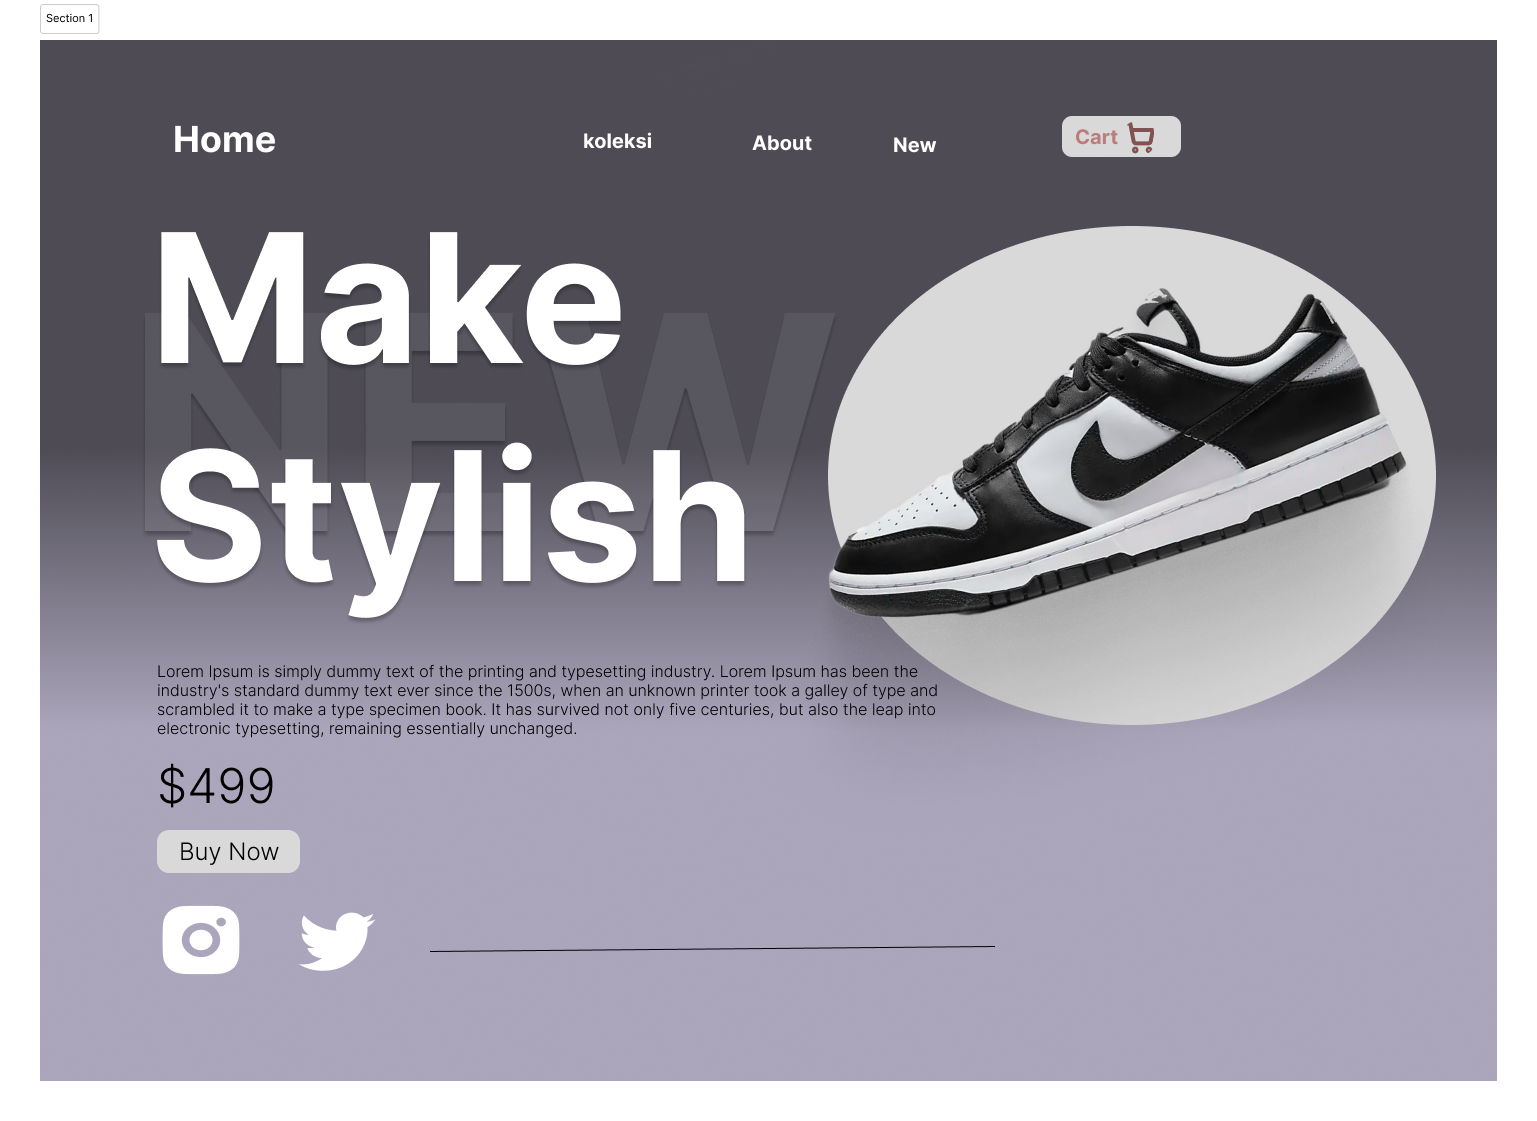 Section 1
Home
koleksi
About
New
Cart
Make
NEW
Stylish
Lorem Ipsum is simply dummy text of the printing and typesetting industry. Lorem Ipsum has been the
industry's standard dummy text ever since the 1500s, when an unknown printer took a galley of type and
scrambled it to make a type specimen book. It has survived not only five centuries, but also the leap into
electronic typesetting, remaining essentially unchanged.
$499
Buy Now